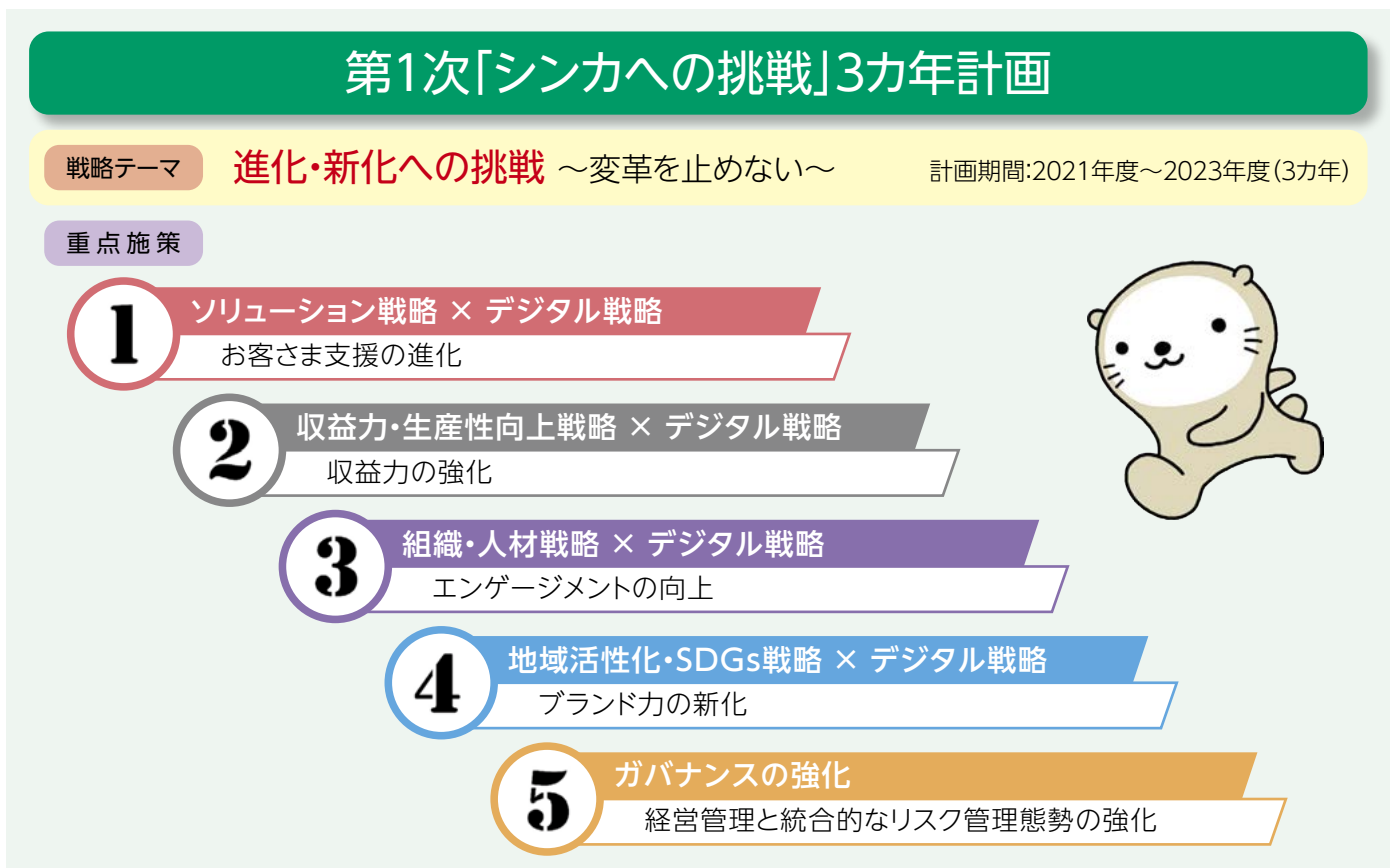 第1次「シンカへの挑戦」3カ年計画
戦略テーマ 進化・新化への挑戦 ～変革を止めない～ 計画期間:2021年度～2023年度(3カ年)
重点施策
1 ソリューション戦略 × デジタル戦略
お客さま支援の進化
2 収益力・生産性向上戦略 × デジタル戦略
収益力の強化
3 組織・人材戦略 × デジタル戦略
エンゲージメントの向上
4 地域活性化・SDGs戦略 × デジタル戦略
ブランド力の新化
5 ガバナンスの強化
経営管理と統合的なリスク管理態勢の強化